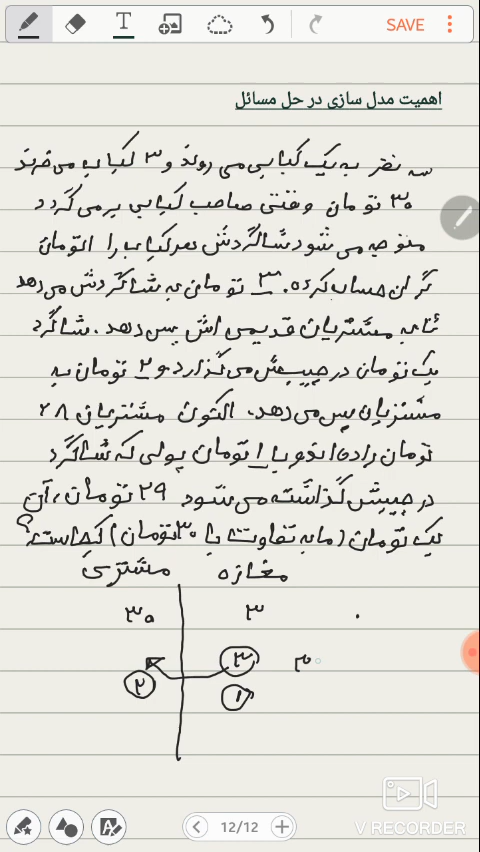 SAVE
اهمیت مدل سازی در حل مسائل
سه نفر به یک کبابی می روند و ۳ کباب می خرند
۳۰ تومان وقتی صاحب کبابی بر می گردد
متوجه می شود شاگردش هر کباب را ۱ تومان
گران حساب کرده. ۳ تومان به شاگردش می دهد
تا به مشتریان قدیمی اش پس دهد. شاگرد
یک تومان در جیبش می گذارد و ۲ تومان به
مشتریان پس می دهد. اکنون مشتریان ۲۸
تومان داده اند و با ۱ تومان پولی که شاگرد
در جیبش گذاشته می شود ۲۹ تومان، آن
یک تومان (مابه تفاوت با ۳۰ تومان) کجاست؟
مغازه مشتری
۳ ۳۰
۳ ۳
۲ ۱
12/12
V RECORDER